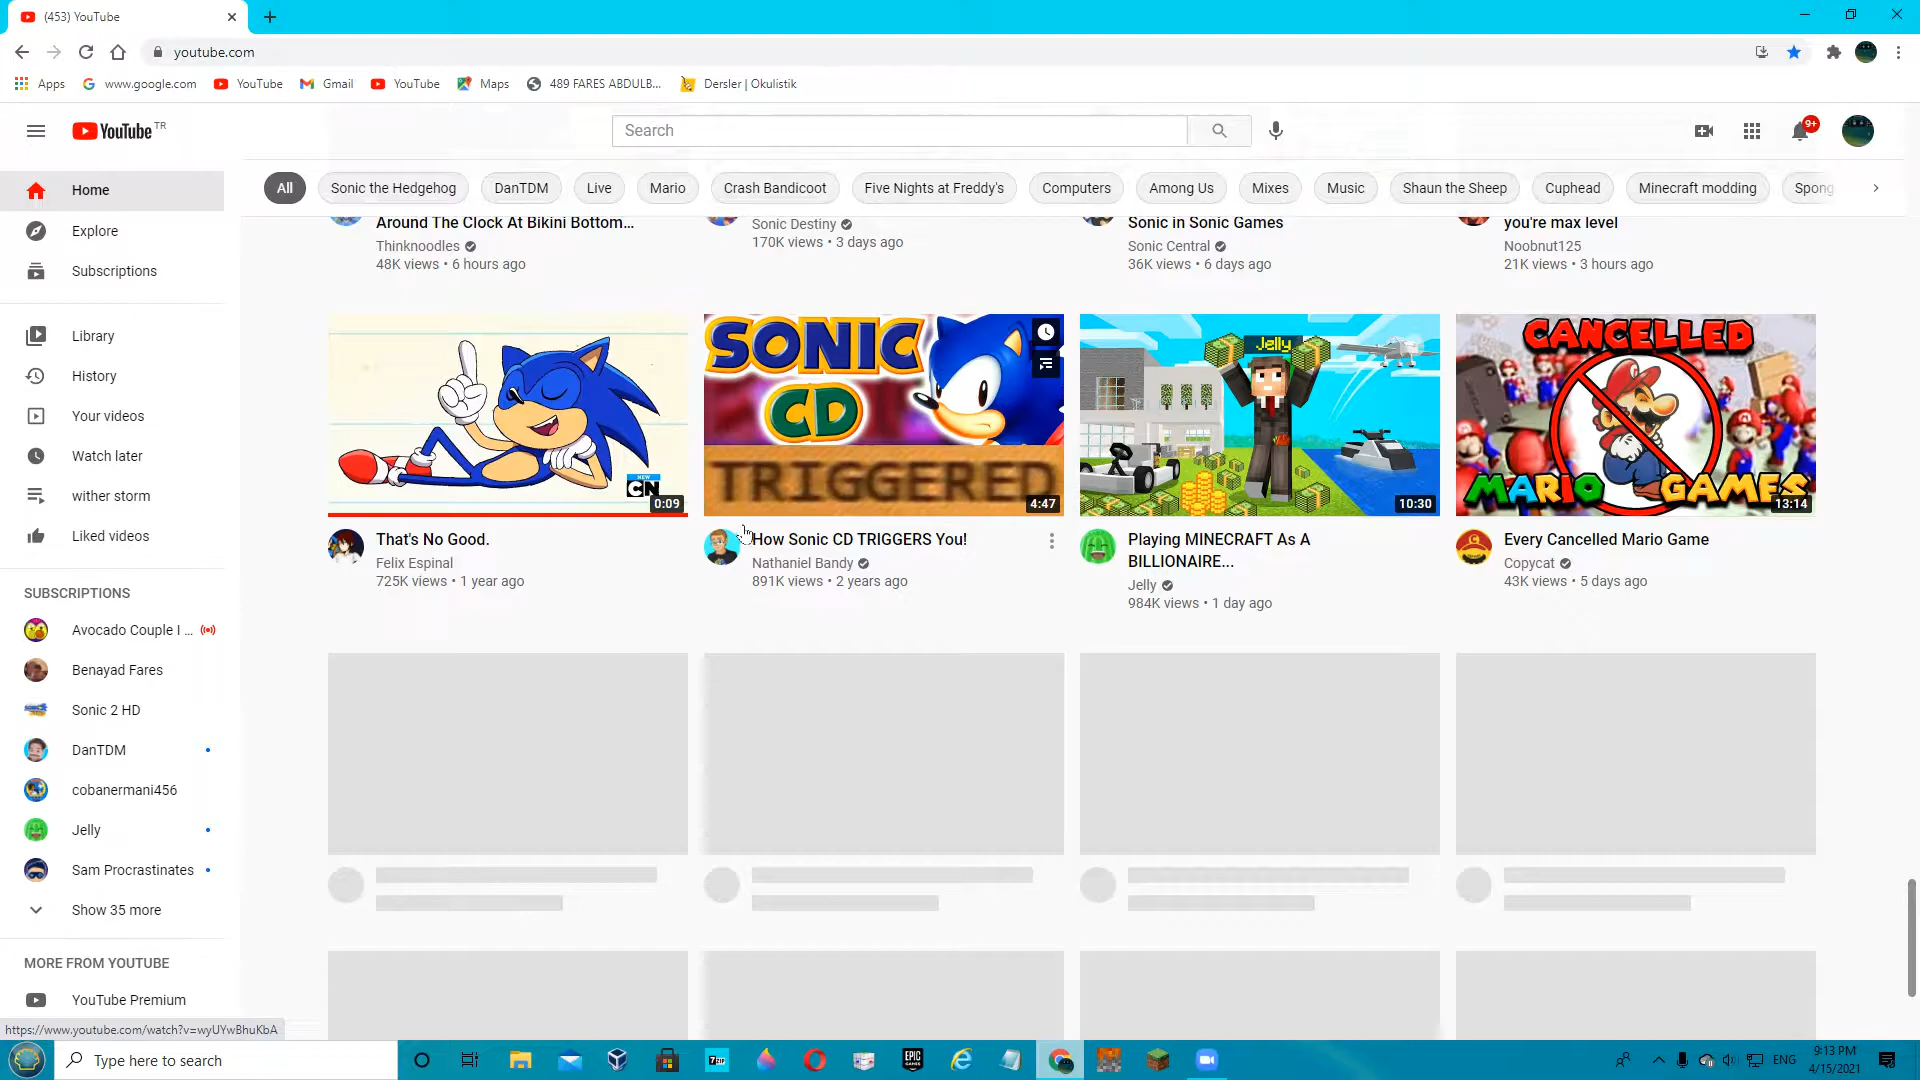 (453) YouTube
youtube.com
Apps
www.google.com
YouTube
Gmail
YouTube
Maps
489 FARES ABDULB...
Dersler | Okulistik
YouTube TR
Search
9+
Home
Explore
Subscriptions
Library
History
Your videos
Watch later
wither storm
Liked videos
SUBSCRIPTIONS
Avocado Couple I ...
Benayad Fares
Sonic 2 HD
DanTDM
cobanermani456
Jelly
Sam Procrastinates
Show 35 more
MORE FROM YOUTUBE
YouTube Premium
All
Sonic the Hedgehog
DanTDM
Live
Mario
Crash Bandicoot
Five Nights at Freddy's
Computers
Among Us
Mixes
Music
Shaun the Sheep
Cuphead
Minecraft modding
Spong
Around The Clock At Bikini Bottom...
Thinknoodles
48K views • 6 hours ago
Sonic Destiny
170K views • 3 days ago
Sonic in Sonic Games
Sonic Central
36K views • 6 days ago
you're max level
Noobnut125
21K views • 3 hours ago
NEW
CN
0:09
That's No Good.
Felix Espinal
725K views • 1 year ago
SONIC
CD
TRIGGERED
4:47
How Sonic CD TRIGGERS You!
Nathaniel Bandy
891K views • 2 years ago
Jelly
10:30
Playing MINECRAFT As A
BILLIONAIRE...
Jelly
984K views • 1 day ago
CANCELLED
MARIO GAMES
13:14
Every Cancelled Mario Game
Copycat
43K views • 5 days ago
https://www.youtube.com/watch?v=wyUYwBhuKbA
Type here to search
7ZIP
EPIC
GAMES
ENG
9:13 PM
4/15/2021